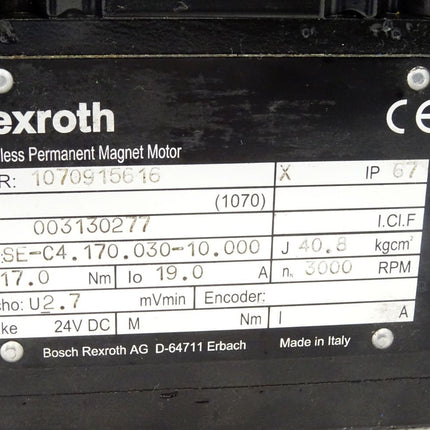 exroth CE
less Permanent Magnet Motor
R: 1070915616 X IP 67
(1070)
003130277 I.Cl.F
SE-C4.170.030-10.000 J 40.8 kgcm²
17.0 Nm Io 19.0 A n 3000 RPM
sho: U2.7 mVmin Encoder:
ke 24V DC M Nm I A
Bosch Rexroth AG D-64711 Erbach Made in Italy